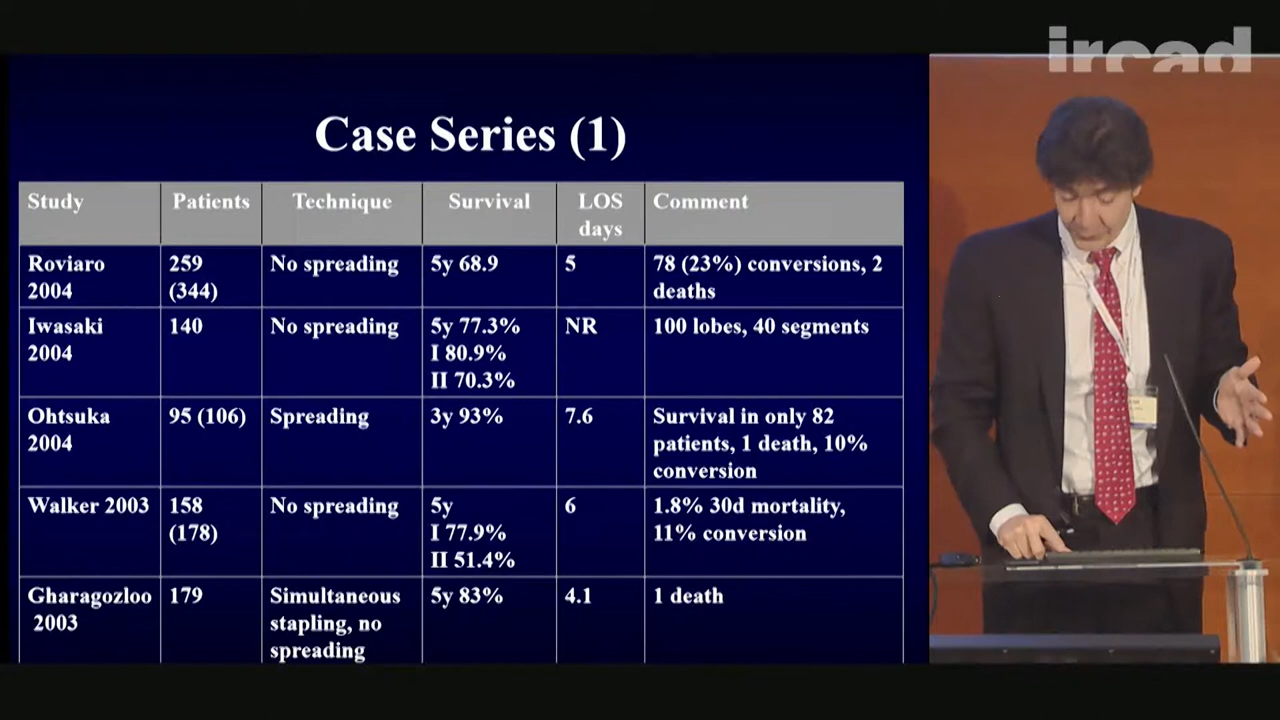 ircad
Case Series (1)
Study Patients Technique Survival LOS days Comment
Roviaro 2004 259 (344) No spreading 5y 68.9 5 78 (23%) conversions, 2 deaths
Iwasaki 2004 140 No spreading 5y 77.3% I 80.9% II 70.3% NR 100 lobes, 40 segments
Ohtsuka 2004 95 (106) Spreading 3y 93% 7.6 Survival in only 82 patients, 1 death, 10% conversion
Walker 2003 158 (178) No spreading 5y I 77.9% II 51.4% 6 1.8% 30d mortality, 11% conversion
Gharagozloo 2003 179 Simultaneous stapling, no spreading 5y 83% 4.1 1 death